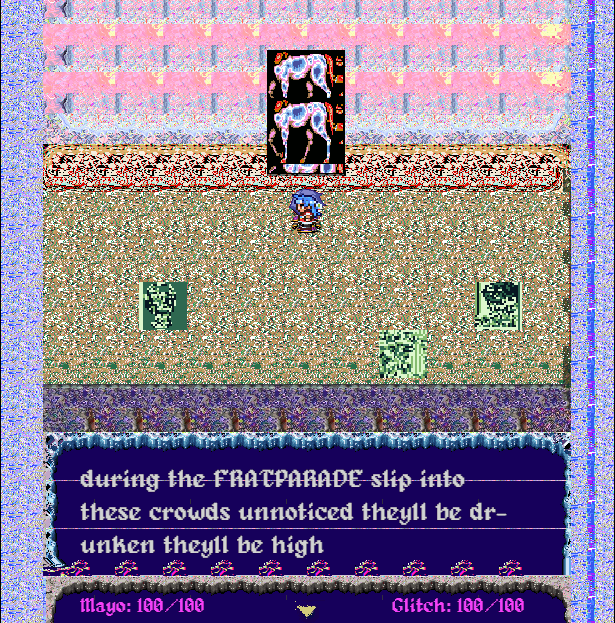 during the FRATPARADE slip into
these crowds unnoticed theyll be dr-
unken theyll be high
Mayo: 100/100 Glitch: 100/100